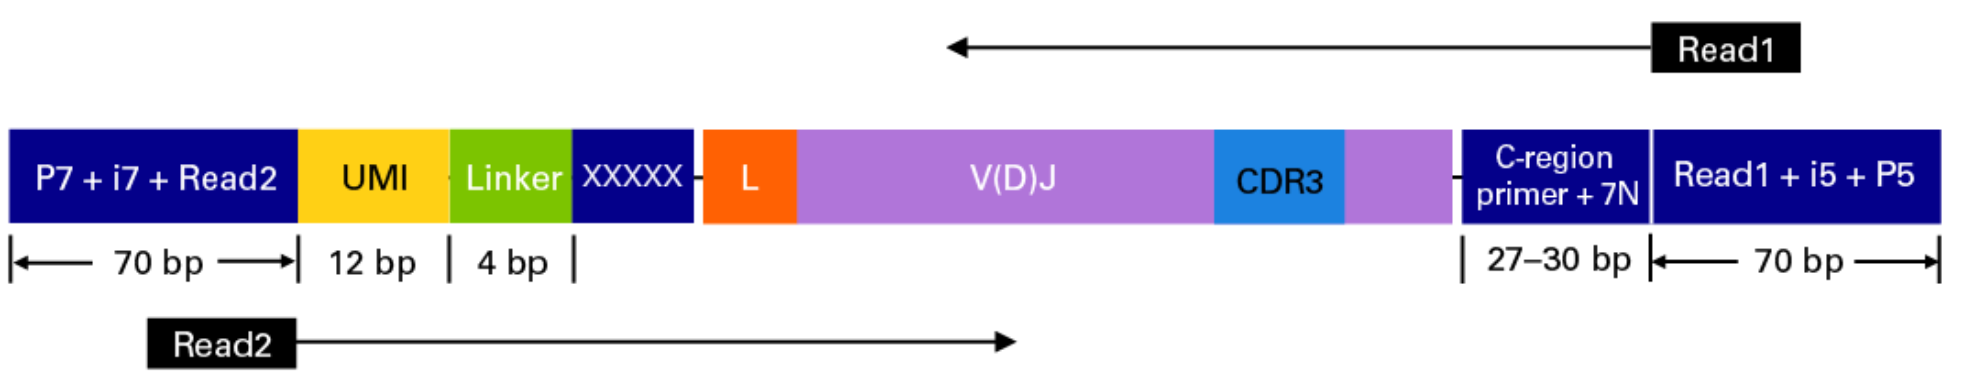 Read1
P7 + i7 + Read2 UMI Linker XXXXX L V(D)J CDR3 C-region primer + 7N Read1 + i5 + P5
70 bp 12 bp 4 bp 27–30 bp 70 bp
Read2